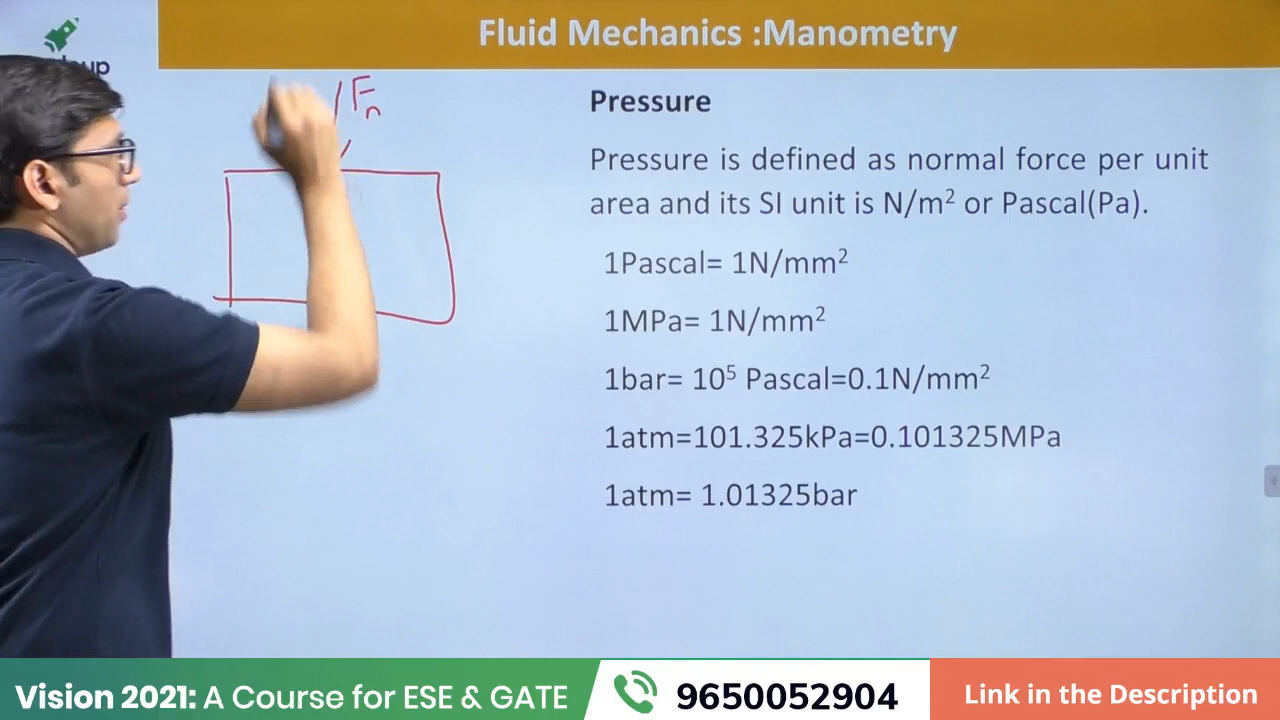 Fluid Mechanics :Manometry
up
Fn
Pressure
Pressure is defined as normal force per unit
area and its SI unit is N/m² or Pascal(Pa).
1Pascal= 1N/mm²
1MPa= 1N/mm²
1bar= 10⁵ Pascal=0.1N/mm²
1atm=101.325kPa=0.101325MPa
1atm= 1.01325bar
Vision 2021: A Course for ESE & GATE
9650052904
Link in the Description